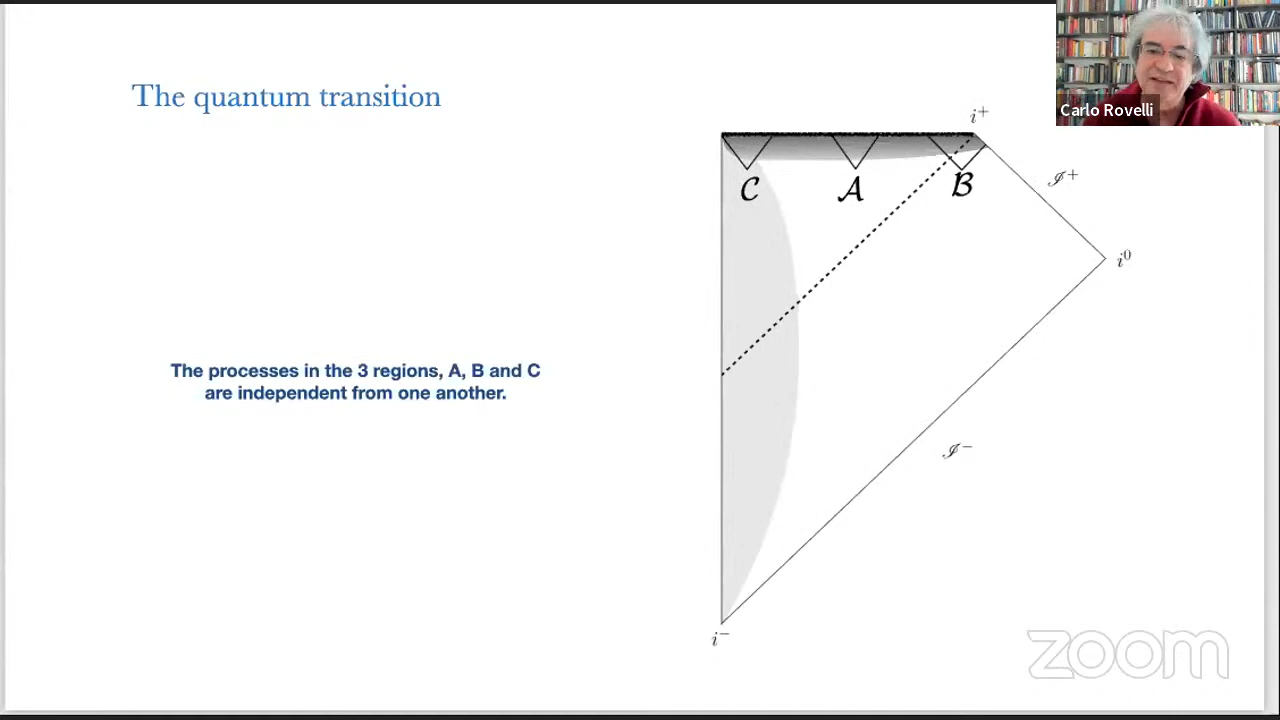 The quantum transition
Carlo Rovelli
i⁺
𝒥⁺
C
A
B
i⁰
The processes in the 3 regions, A, B and C
are independent from one another.
𝒥⁻
i⁻
zoom